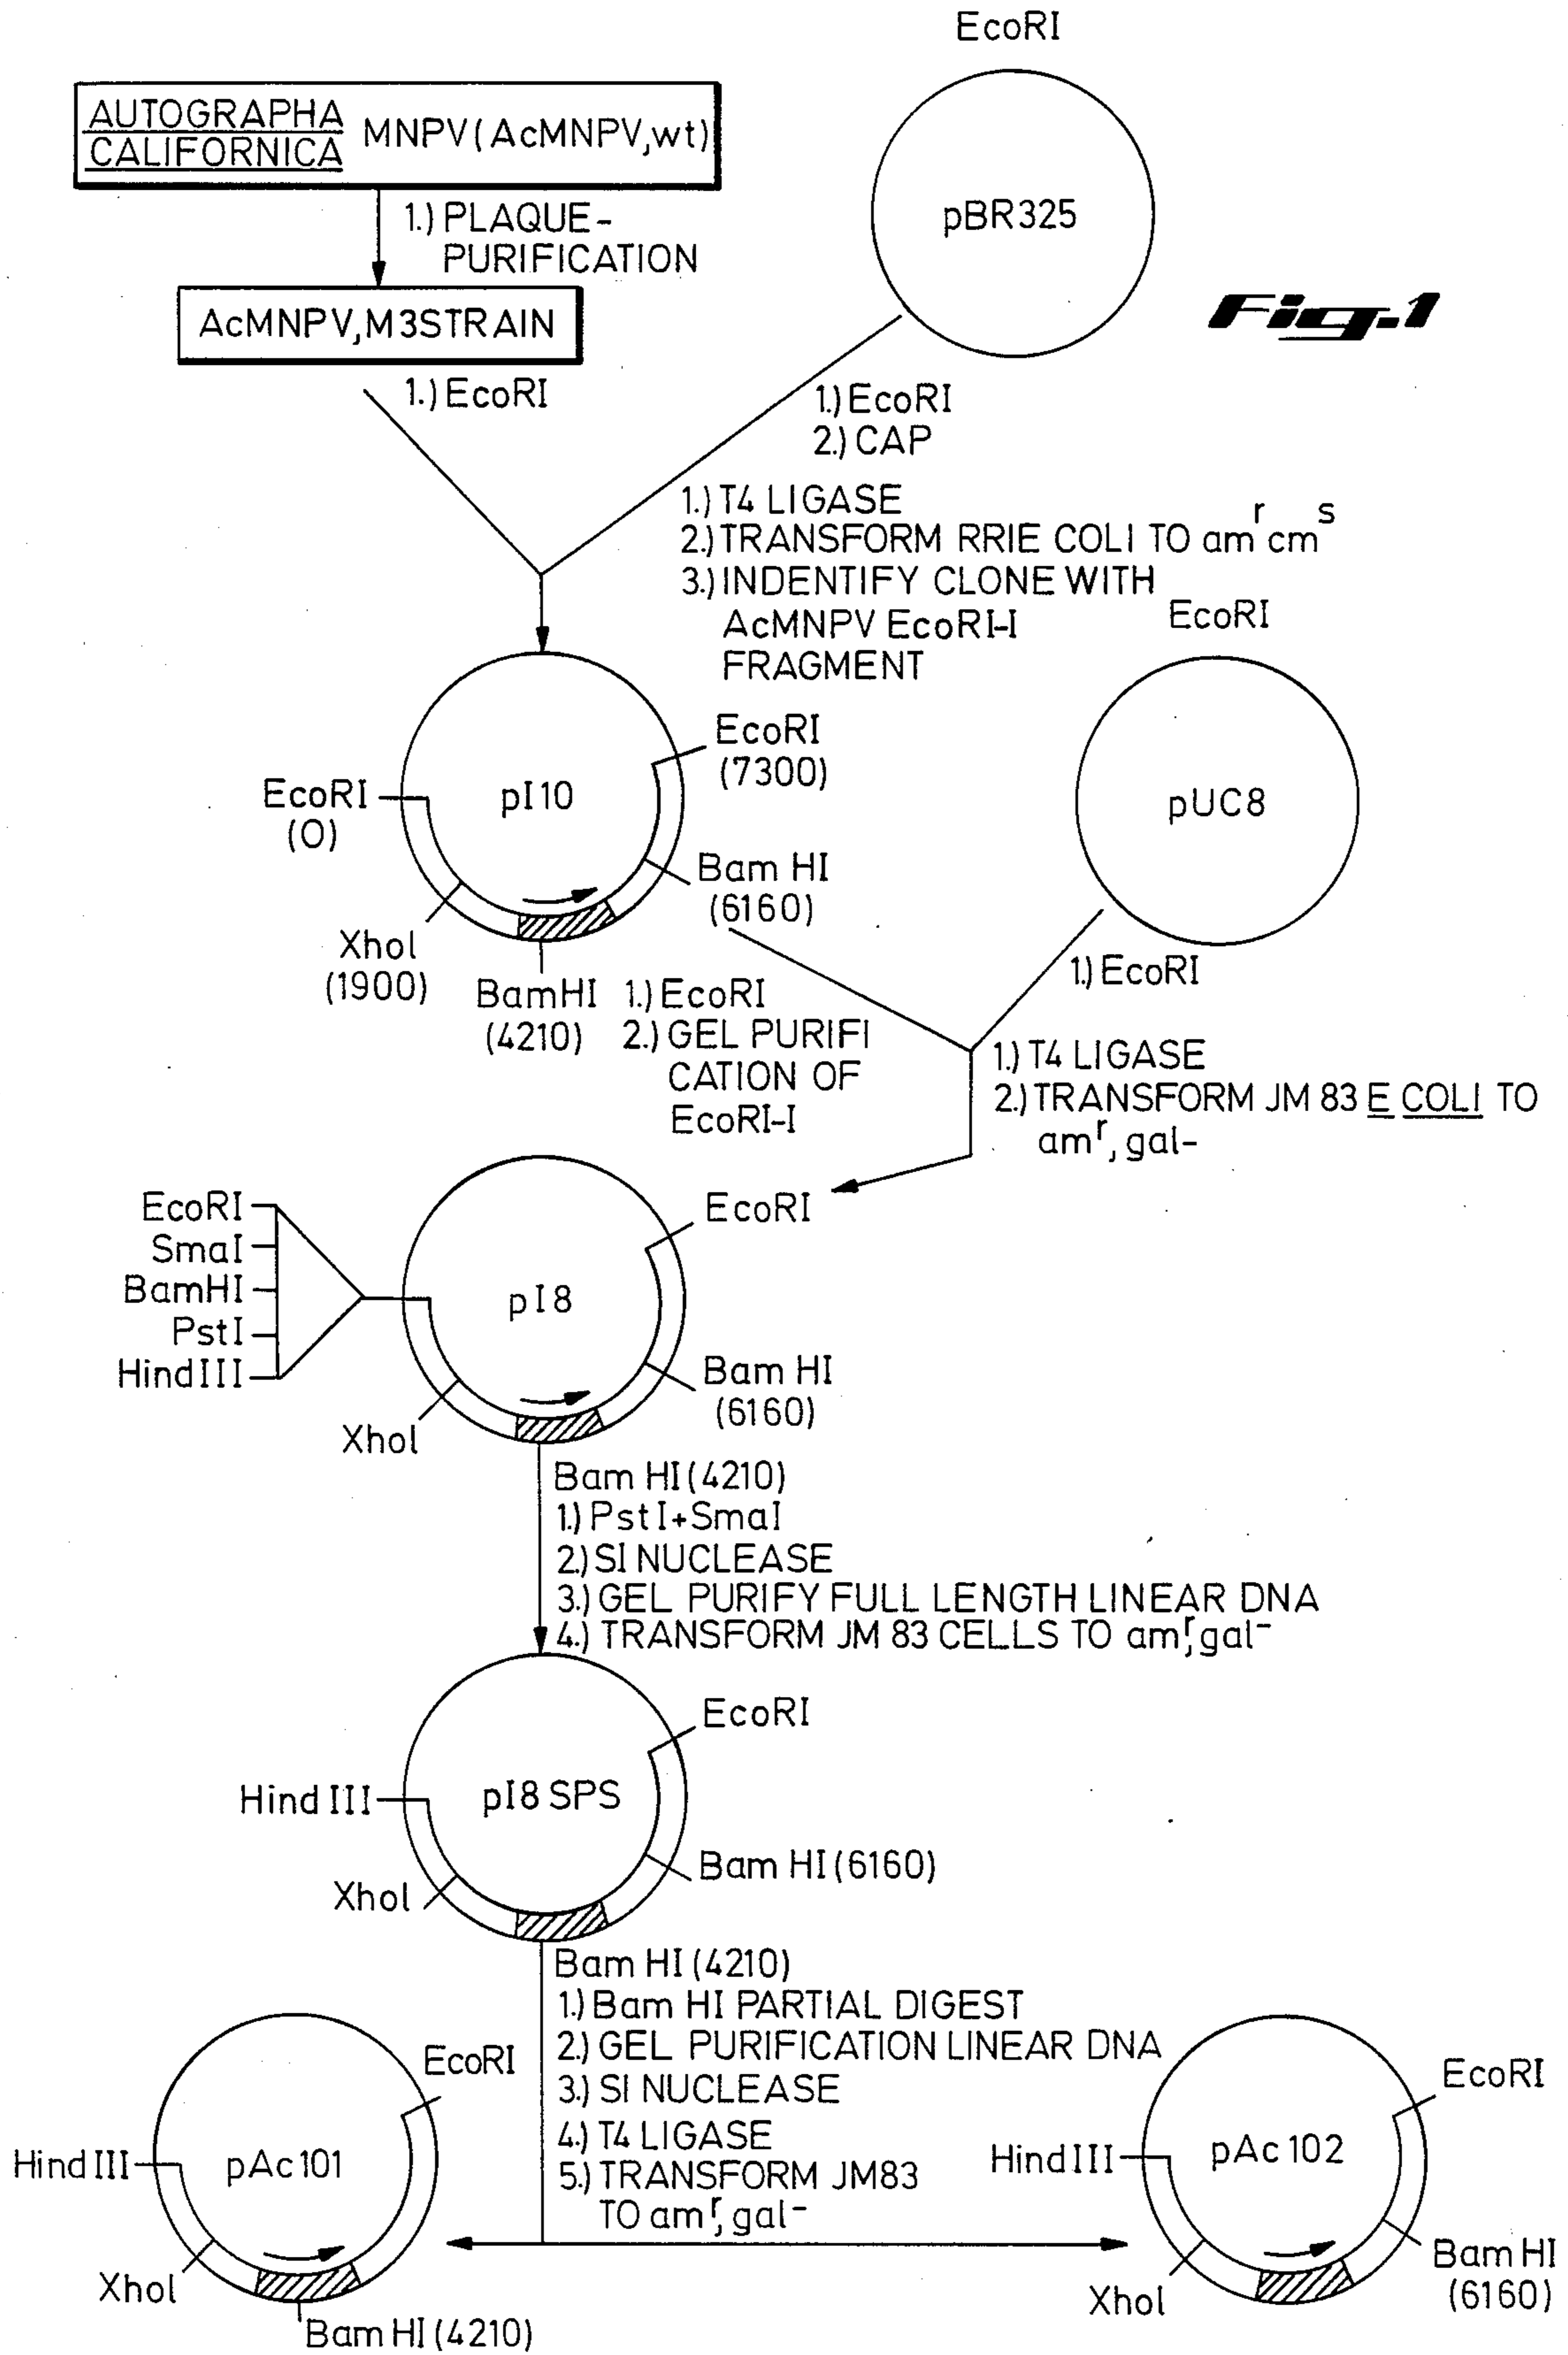 EcoRI
AUTOGRAPHA
CALIFORNICA MNPV(AcMNPV,wt)
pBR325
1.) PLAQUE-
PURIFICATION
Fig.1
AcMNPV,M3STRAIN
1.) EcoRI
1.) EcoRI
2.) CAP
1.) T4 LIGASE
2.) TRANSFORM RRIE COLI TO am^r cm^s
3.) INDENTIFY CLONE WITH
AcMNPV EcoRI-I
FRAGMENT
EcoRI
EcoRI
(7300)
EcoRI
(O)
pI10
pUC8
Bam HI
(6160)
XhoI
(1900)
BamHI
(4210)
1.) EcoRI
1.) EcoRI
2.) GEL PURIFI
CATION OF
EcoRI-I
1.) T4 LIGASE
2.) TRANSFORM JM 83 E COLI TO
am^r, gal-
EcoRI
SmaI
BamHI
PstI
HindIII
EcoRI
pI8
Bam HI
(6160)
XhoI
Bam HI (4210)
1.) PstI+SmaI
2.) SI NUCLEASE
3.) GEL PURIFY FULL LENGTH LINEAR DNA
4.) TRANSFORM JM 83 CELLS TO am^r, gal-
EcoRI
Hind III
pI8 SPS
Bam HI (6160)
XhoI
Bam HI (4210)
1.) Bam HI PARTIAL DIGEST
2.) GEL PURIFICATION LINEAR DNA
3.) SI NUCLEASE
4.) T4 LIGASE
5.) TRANSFORM JM83
TO am^r, gal-
EcoRI
Hind III
pAc 101
XhoI
Bam HI (4210)
EcoRI
Hind III
pAc 102
Bam HI
(6160)
XhoI